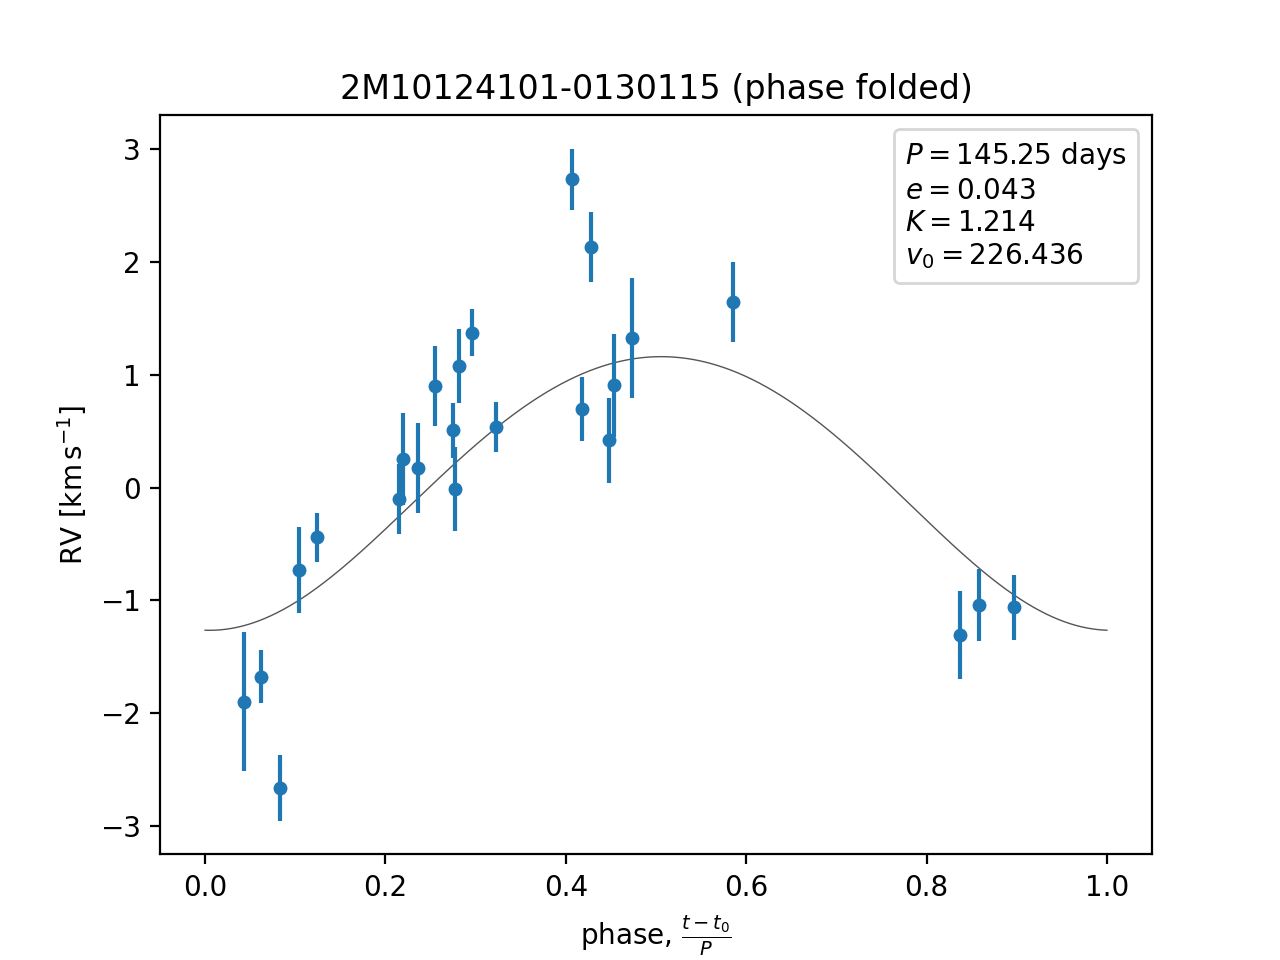 2M10124101-0130115 (phase folded)
P = 145.25 days
e = 0.043
K = 1.214
v₀ = 226.436
3
2
1
0
−1
−2
−3
RV [km s⁻¹]
0.0 0.2 0.4 0.6 0.8 1.0
phase, (t − t₀)/P